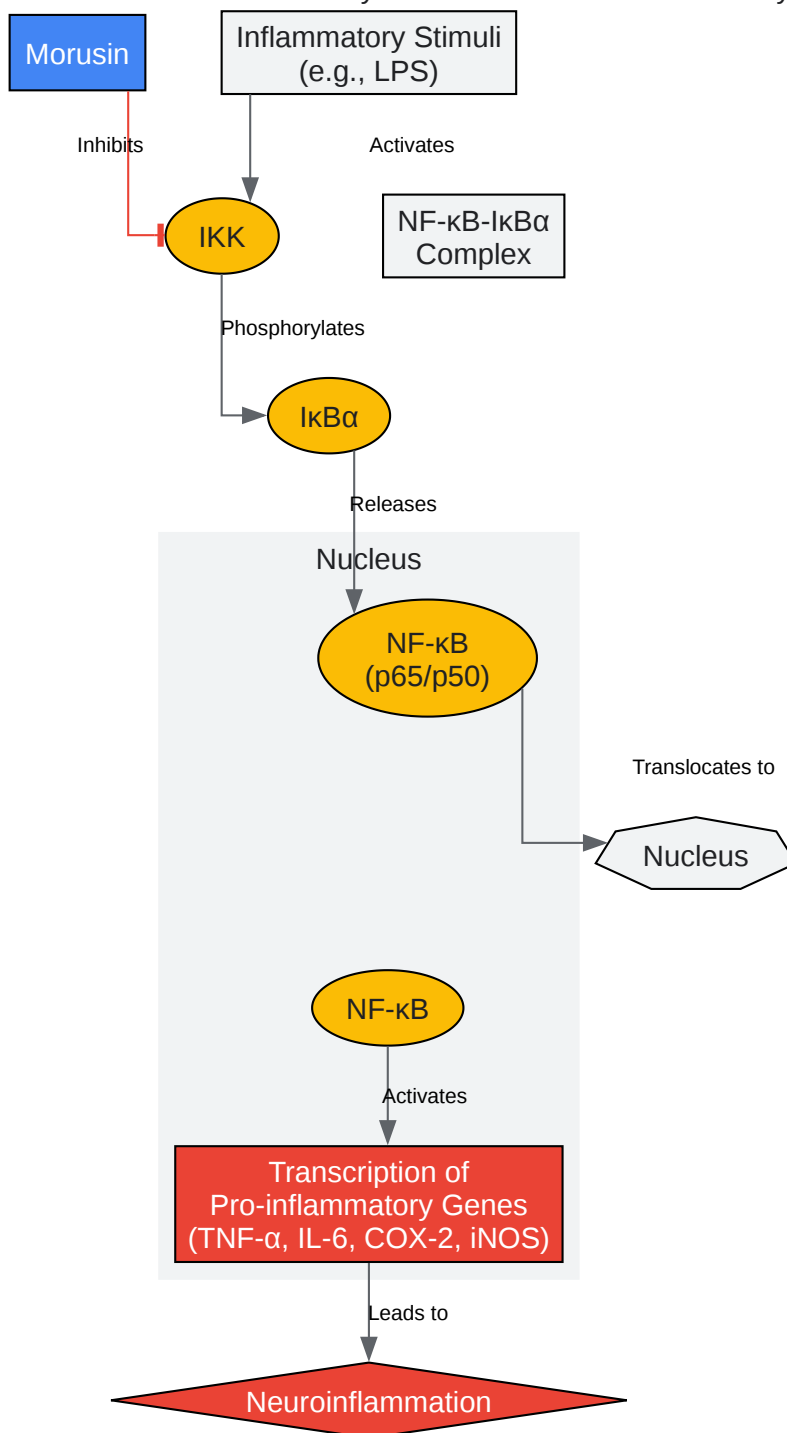 Morusin
Inflammatory Stimuli
(e.g., LPS)
Inhibits
Activates
IKK
NF-κB-IκBα
Complex
Phosphorylates
IκBα
Releases
Nucleus
NF-κB
(p65/p50)
Translocates to
Nucleus
NF-κB
Activates
Transcription of
Pro-inflammatory Genes
(TNF-α, IL-6, COX-2, iNOS)
Leads to
Neuroinflammation